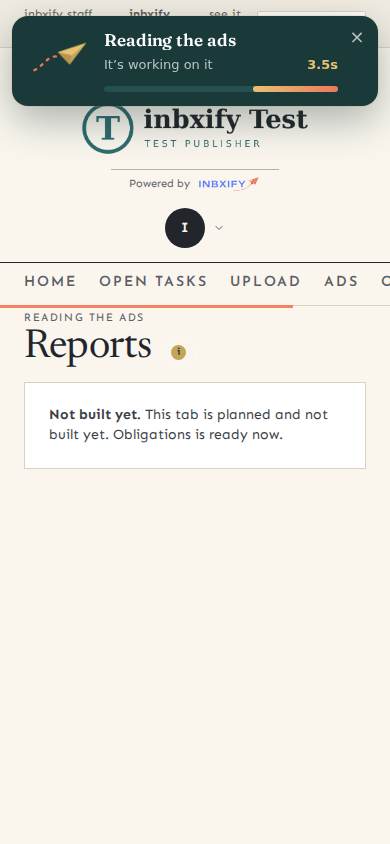 inbxify staff inbxify see it
Reading the ads
It's working on it 3.5s
T
inbxify Test
TEST PUBLISHER
Powered by INBXIFY
I
HOME OPEN TASKS UPLOAD ADS
READING THE ADS
Reports i
Not built yet. This tab is planned and not
built yet. Obligations is ready now.